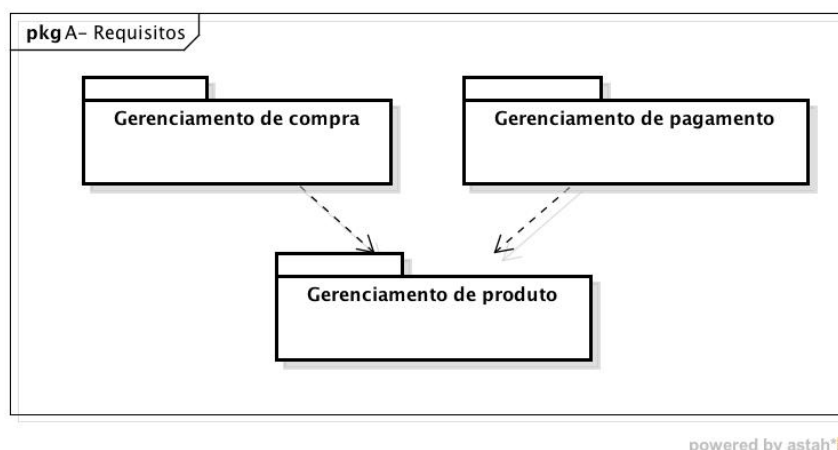 pkg A- Requisitos
Gerenciamento de compra
Gerenciamento de pagamento
Gerenciamento de produto
powered by astah*